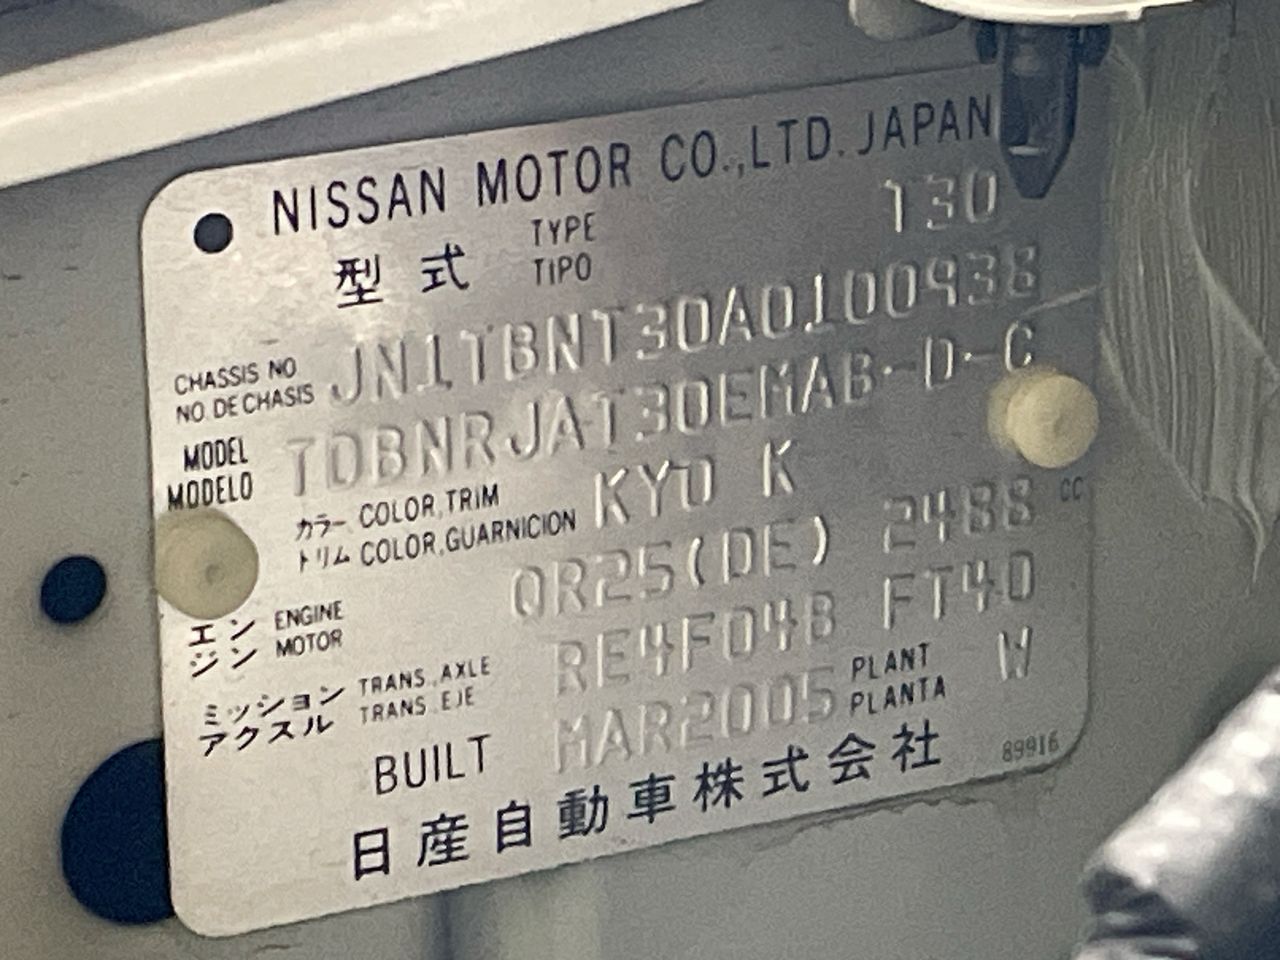 NISSAN MOTOR CO.,LTD. JAPAN
型式 TYPE TIPO T30
CHASSIS NO NO. DE CHASIS JN1TBNT30A0100938
MODEL MODELO TDBNRJAT30EMAB-D-C
カラー トリム COLOR,TRIM COLOR,GUARNICION KY0 K
エンジン ENGINE MOTOR QR25(DE) 2488 CC
ミッション アクスル TRANS.,AXLE TRANS.,EJE RE4F04B FT40
BUILT MAR2005 PLANT PLANTA W
日産自動車株式会社 89916